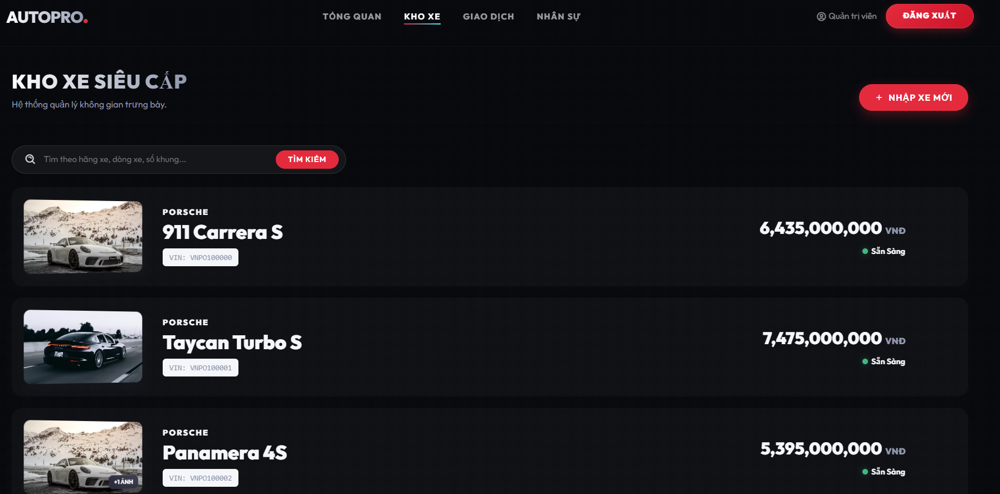 AUTOPRO.
TỔNG QUAN
KHO XE
GIAO DỊCH
NHÂN SỰ
Quản trị viên
ĐĂNG XUẤT
KHO XE SIÊU CẤP
Hệ thống quản lý không gian trưng bày.
+ NHẬP XE MỚI
Tìm theo hãng xe, dòng xe, số khung...
TÌM KIẾM
PORSCHE
911 Carrera S
VIN: VNPO100000
6,435,000,000 VNĐ
Sẵn Sàng
PORSCHE
Taycan Turbo S
VIN: VNPO100001
7,475,000,000 VNĐ
Sẵn Sàng
+1 ẢNH
PORSCHE
Panamera 4S
VIN: VNPO100002
5,395,000,000 VNĐ
Sẵn Sàng